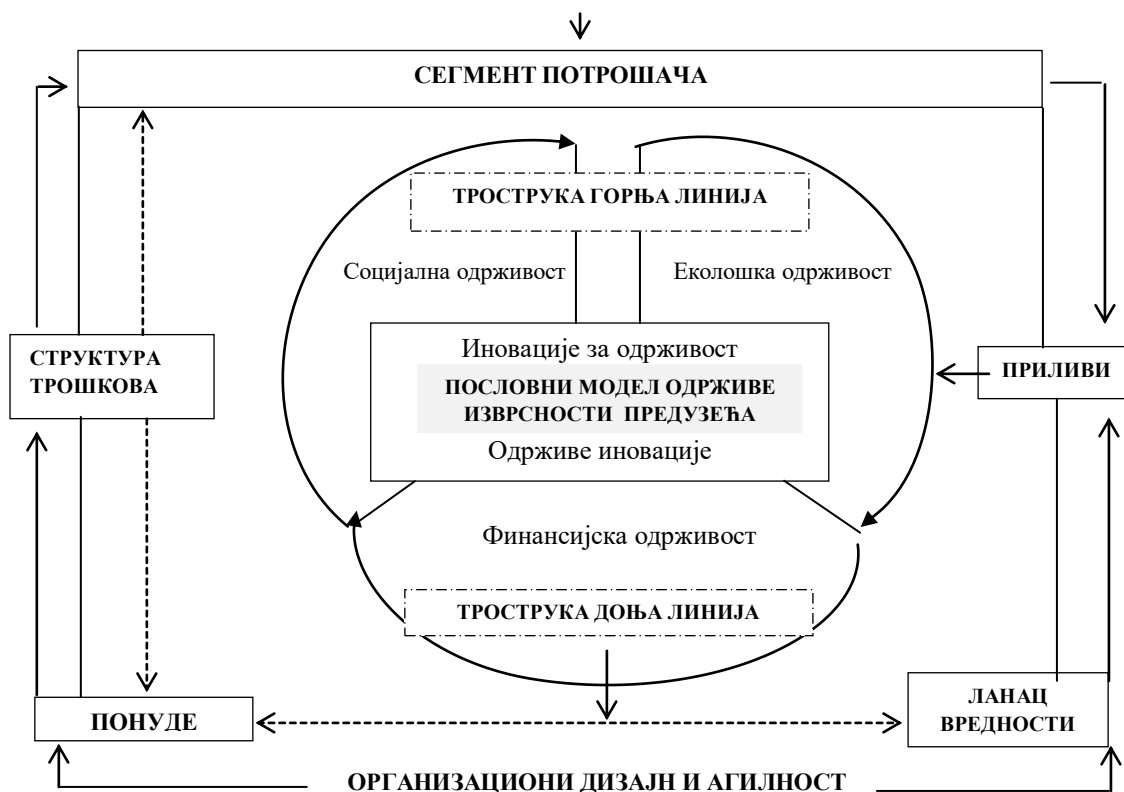 СЕГМЕНТ ПОТРОШАЧА
ТРОСТРУКА ГОРЊА ЛИНИЈА
Социјална одрживост
Еколошка одрживост
СТРУКТУРА
ТРОШКОВА
Иновације за одрживост
ПОСЛОВНИ МОДЕЛ ОДРЖИВЕ
ИЗВРСНОСТИ ПРЕДУЗЕЋА
Одрживе иновације
ПРИЛИВИ
Финансијска одрживост
ТРОСТРУКА ДОЊА ЛИНИЈА
ПОНУДЕ
ЛАНАЦ
ВРЕДНОСТИ
ОРГАНИЗАЦИОНИ ДИЗАЈН И АГИЛНОСТ